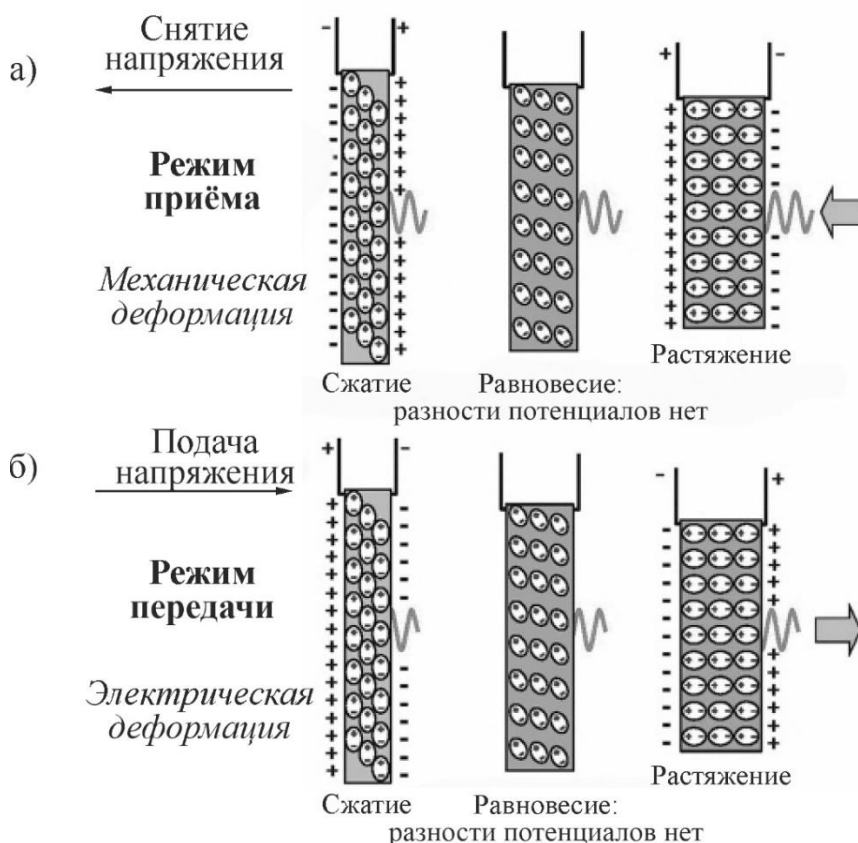 а)
Снятие
напряжения
Режим
приёма
Механическая
деформация
- +
+ -
Сжатие
Равновесие:
разности потенциалов нет
Растяжение
б)
Подача
напряжения
Режим
передачи
Электрическая
деформация
+ -
- +
Сжатие
Равновесие:
разности потенциалов нет
Растяжение